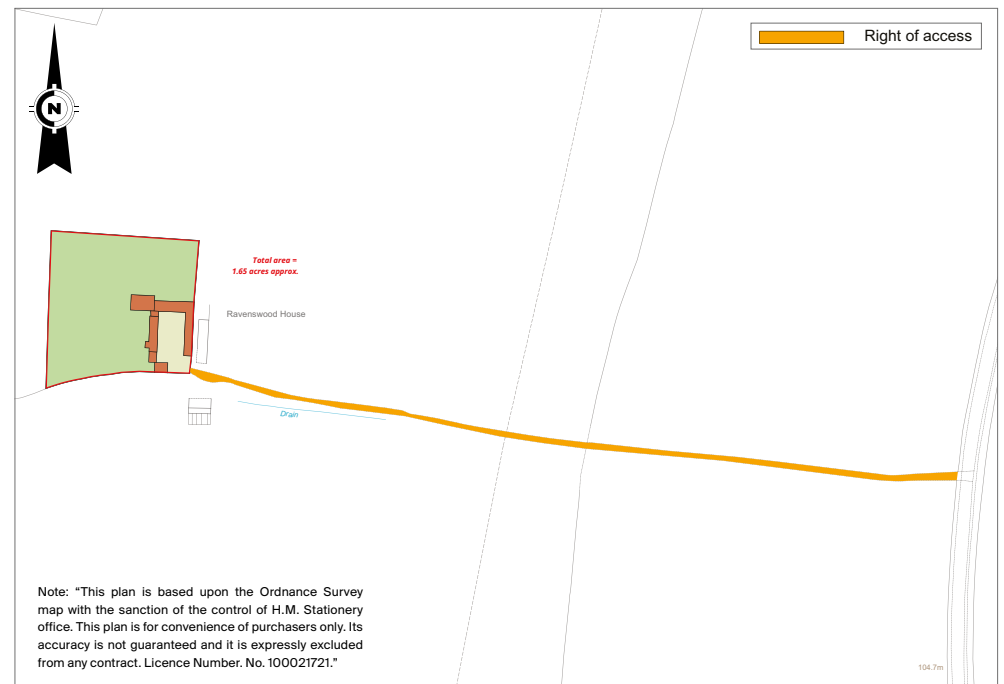 Right of access
N
Total area =
1.65 acres approx.
Ravenswood House
Drain
Note: “This plan is based upon the Ordnance Survey
map with the sanction of the control of H.M. Stationery
office. This plan is for convenience of purchasers only. Its
accuracy is not guaranteed and it is expressly excluded
from any contract. Licence Number. No. 100021721.”
104.7m